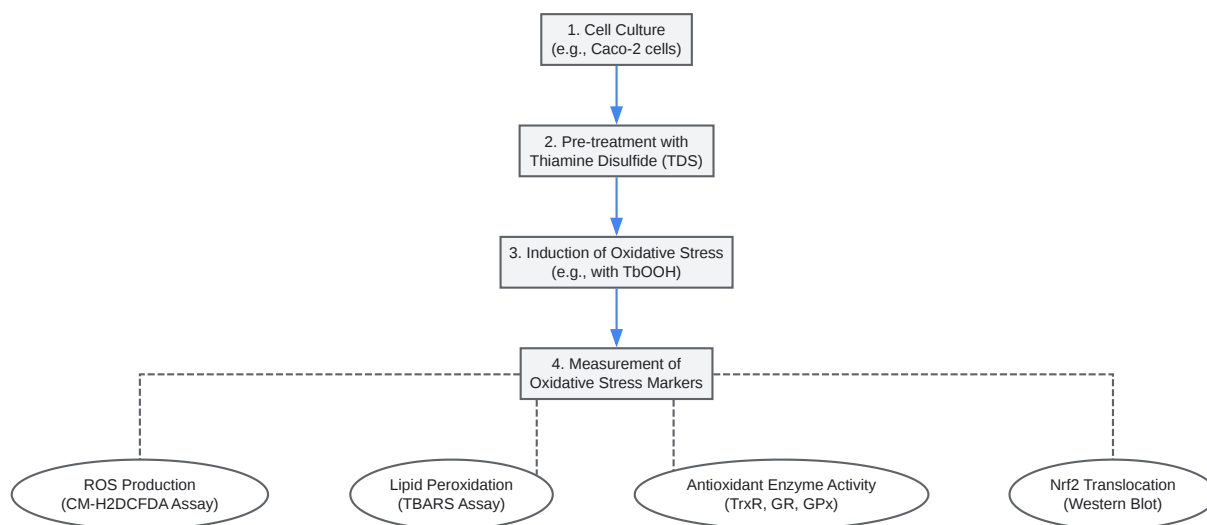 1. Cell Culture
(e.g., Caco-2 cells)
2. Pre-treatment with
Thiamine Disulfide (TDS)
3. Induction of Oxidative Stress
(e.g., with TbOOH)
4. Measurement of
Oxidative Stress Markers
ROS Production
(CM-H2DCFDA Assay)
Lipid Peroxidation
(TBARS Assay)
Antioxidant Enzyme Activity
(TrxR, GR, GPx)
Nrf2 Translocation
(Western Blot)